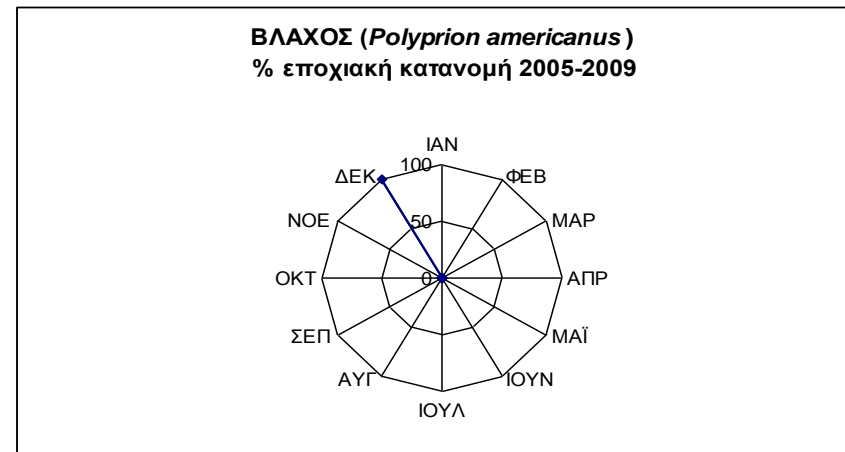 ΒΛΑΧΟΣ (Polyprion americanus)
% εποχιακή κατανομή 2005-2009
ΙΑΝ
100
ΔΕΚ
ΦΕΒ
ΝΟΕ
50
ΜΑΡ
ΟΚΤ
0
ΑΠΡ
ΣΕΠ
ΜΑΪ
ΑΥΓ
ΙΟΥΝ
ΙΟΥΛ